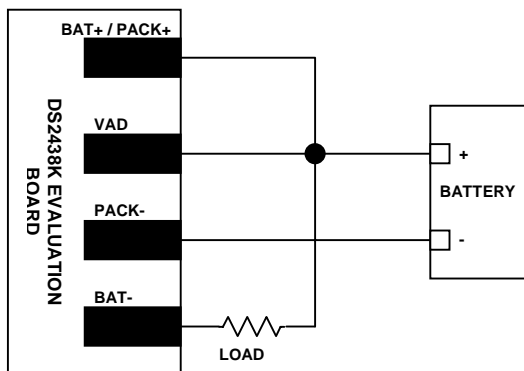 BAT+ / PACK+
VAD
DS2438K EVALUATION
BOARD
PACK-
BAT-
LOAD
+
BATTERY
-